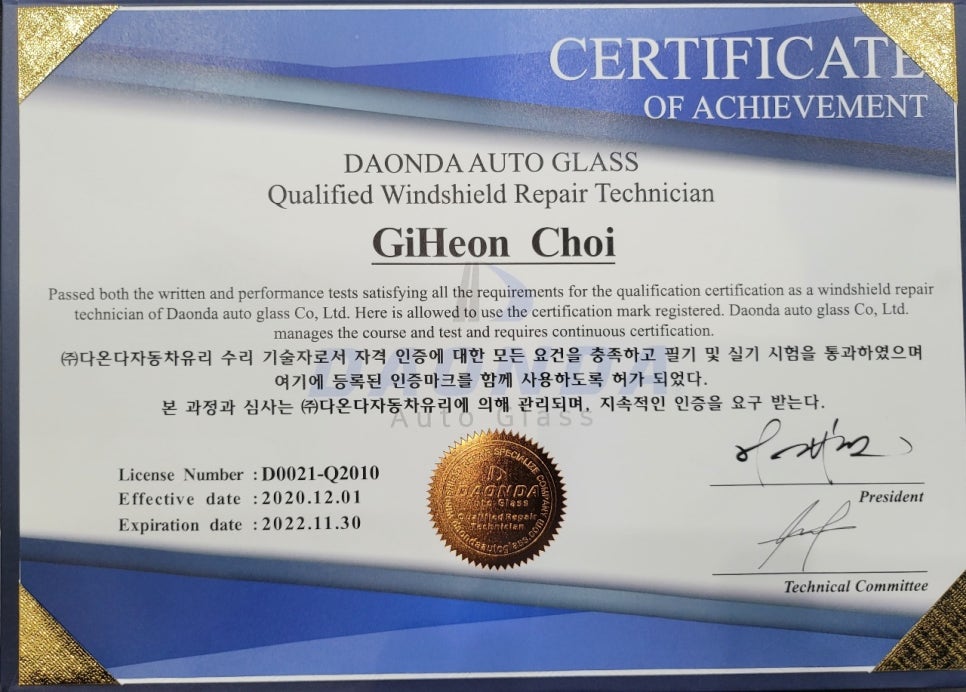 CERTIFICATE
OF ACHIEVEMENT
DAONDA AUTO GLASS
Qualified Windshield Repair Technician
GiHeon Choi
Passed both the written and performance tests satisfying all the requirements for the qualification certification as a windshield repair
technician of Daonda auto glass Co, Ltd. Here is allowed to use the certification mark registered. Daonda auto glass Co, Ltd.
manages the course and test and requires continuous certification.
㈜다온다자동차유리 수리 기술자로서 자격 인증에 대한 모든 요건을 충족하고 필기 및 실기 시험을 통과하였으며
여기에 등록된 인증마크를 함께 사용하도록 허가 되었다.
본 과정과 심사는 ㈜다온다자동차유리에 의해 관리되며, 지속적인 인증을 요구 받는다.
DAONDA
Auto Glass
License Number : D0021-Q2010
Effective date : 2020.12.01
Expiration date : 2022.11.30
SPECIALIZE COMPANY
DAONDA
Auto Glass
Qualified Repair
Technician
President
Technical Committee